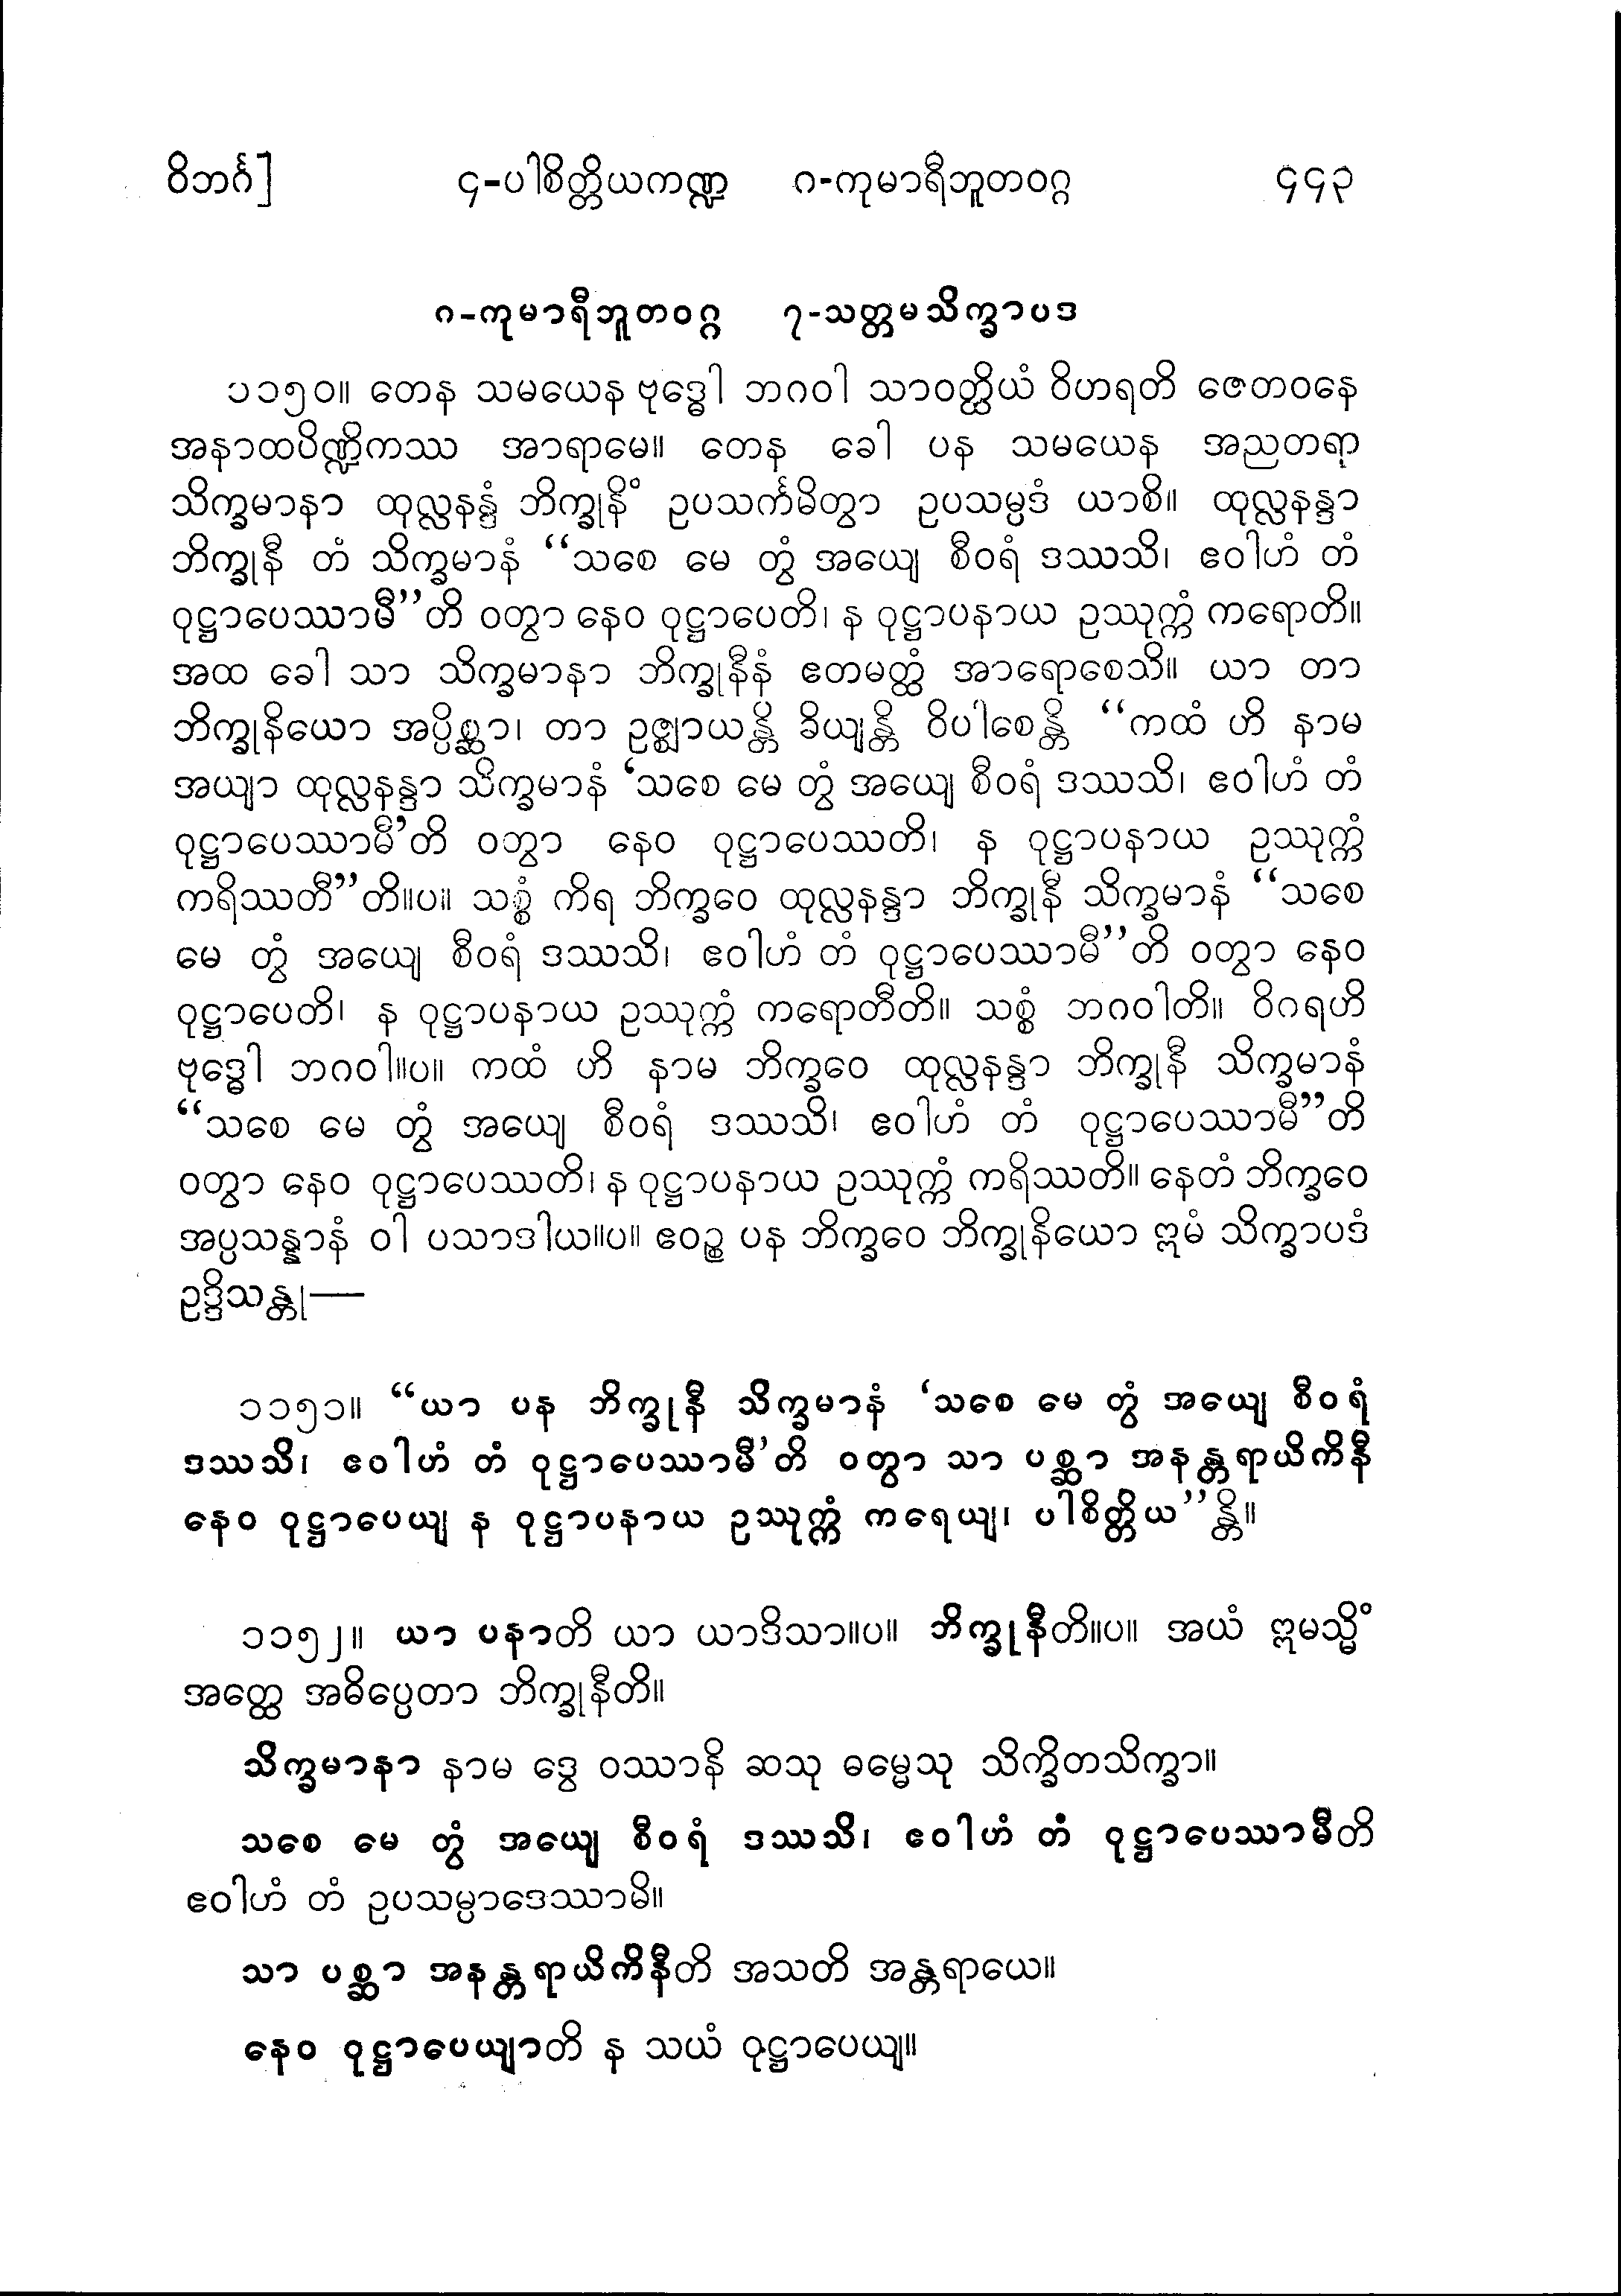 ဝိဘင်္ဂ] ၄-ပါစိတ္တိယကဏ္ဍ ဂ-ကုမာရီဘူတဝဂ္ဂ ၄၄၃
ဂ-ကုမာရီဘူတဝဂ္ဂ ၇-သတ္တမသိက္ခာပဒ
၁၁၅၀။ တေန သမယေန ဗုဒ္ဓေါ ဘဂဝါ သာဝတ္ထိယံ ဝိဟရတိ ဇေတဝနေ
အနာထပိဏ္ဍိကဿ အာရာမေ။ တေန ခေါ ပန သမယေန အညတရာ
သိက္ခမာနာ ထုလ္လနန္ဒံ ဘိက္ခုနိံ ဥပသင်္ကမိတွာ ဥပသမ္ပဒံ ယာစိ။ ထုလ္လနန္ဒာ
ဘိက္ခုနီ တံ သိက္ခမာနံ “သစေ မေ တွံ အယျေ စီဝရံ ဒဿသိ၊ ဧဝါဟံ တံ
ဝုဋ္ဌာပေဿာမီ”တိ ဝတွာ နေဝ ဝုဋ္ဌာပေတိ၊ န ဝုဋ္ဌာပနာယ ဥဿုက္ကံ ကရောတိ။
အထ ခေါ သာ သိက္ခမာနာ ဘိက္ခုနီနံ ဧတမတ္ထံ အာရောစေသိ။ ယာ တာ
ဘိက္ခုနိယော အပ္ပိစ္ဆာ၊ တာ ဥဇ္ဈာယန္တိ ခိယျန္တိ ဝိပါစေန္တိ “ကထံ ဟိ နာမ
အယျာ ထုလ္လနန္ဒာ သိက္ခမာနံ ‘သစေ မေ တွံ အယျေ စီဝရံ ဒဿသိ၊ ဧဝါဟံ တံ
ဝုဋ္ဌာပေဿာမီ’တိ ဝတွာ နေဝ ဝုဋ္ဌာပေဿတိ၊ န ဝုဋ္ဌာပနာယ ဥဿုက္ကံ
ကရိဿတီ”တိ။ပ။ သစ္စံ ကိရ ဘိက္ခဝေ ထုလ္လနန္ဒာ ဘိက္ခုနီ သိက္ခမာနံ “သစေ
မေ တွံ အယျေ စီဝရံ ဒဿသိ၊ ဧဝါဟံ တံ ဝုဋ္ဌာပေဿာမီ”တိ ဝတွာ နေဝ
ဝုဋ္ဌာပေတိ၊ န ဝုဋ္ဌာပနာယ ဥဿုက္ကံ ကရောတီတိ။ သစ္စံ ဘဂဝါတိ။ ဝိဂရဟိ
ဗုဒ္ဓေါ ဘဂဝါ။ပ။ ကထံ ဟိ နာမ ဘိက္ခဝေ ထုလ္လနန္ဒာ ဘိက္ခုနီ သိက္ခမာနံ
“သစေ မေ တွံ အယျေ စီဝရံ ဒဿသိ၊ ဧဝါဟံ တံ ဝုဋ္ဌာပေဿာမီ”တိ
ဝတွာ နေဝ ဝုဋ္ဌာပေဿတိ၊ န ဝုဋ္ဌာပနာယ ဥဿုက္ကံ ကရိဿတိ။ နေတံ ဘိက္ခဝေ
အပ္ပသန္နာနံ ဝါ ပသာဒါယ။ပ။ ဧဝဉ္စ ပန ဘိက္ခဝေ ဘိက္ခုနိယော ဣမံ သိက္ခာပဒံ
ဥဒ္ဒိသန္တု—
၁၁၅၁။ “ယာ ပန ဘိက္ခုနီ သိက္ခမာနံ ‘သစေ မေ တွံ အယျေ စီဝရံ
ဒဿသိ၊ ဧဝါဟံ တံ ဝုဋ္ဌာပေဿာမီ’တိ ဝတွာ သာ ပစ္ဆာ အနန္တရာယိကိနီ
နေဝ ဝုဋ္ဌာပေယျ န ဝုဋ္ဌာပနာယ ဥဿုက္ကံ ကရေယျ၊ ပါစိတ္တိယ”န္တိ။
၁၁၅၂။ ယာ ပနာတိ ယာ ယာဒိသာ။ပ။ ဘိက္ခုနီတိ။ပ။ အယံ ဣမသ္မိံ
အတ္ထေ အဓိပ္ပေတာ ဘိက္ခုနီတိ။
သိက္ခမာနာ နာမ ဒွေ ဝဿာနိ ဆသု ဓမ္မေသု သိက္ခိတသိက္ခာ။
သစေ မေ တွံ အယျေ စီဝရံ ဒဿသိ၊ ဧဝါဟံ တံ ဝုဋ္ဌာပေဿာမီတိ
ဧဝါဟံ တံ ဥပသမ္ပာဒေဿာမိ။
သာ ပစ္ဆာ အနန္တရာယိကိနီတိ အသတိ အန္တရာယေ။
နေဝ ဝုဋ္ဌာပေယျာတိ န သယံ ဝုဋ္ဌာပေယျ။